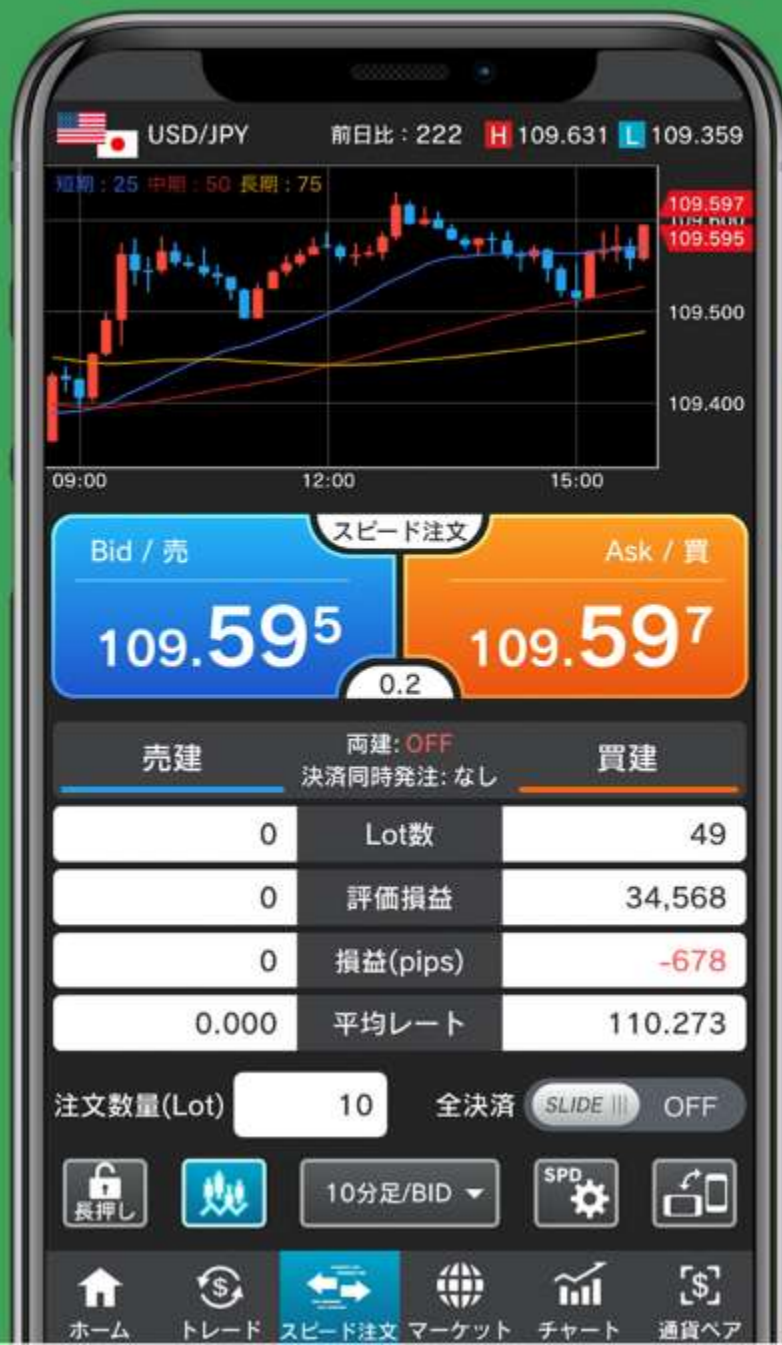 USD/JPY 前日比：222 H 109.631 L 109.359
短期：25 中期：50 長期：75
109.597
109.600
109.595
109.500
109.400
09:00 12:00 15:00
スピード注文
Bid / 売 Ask / 買
109.595 109.597
0.2
売建 両建: OFF 買建
決済同時発注: なし
0 Lot数 49
0 評価損益 34,568
0 損益(pips) -678
0.000 平均レート 110.273
注文数量(Lot) 10 全決済 SLIDE OFF
長押し 10分足/BID SPD
ホーム トレード スピード注文 マーケット チャート 通貨ペア